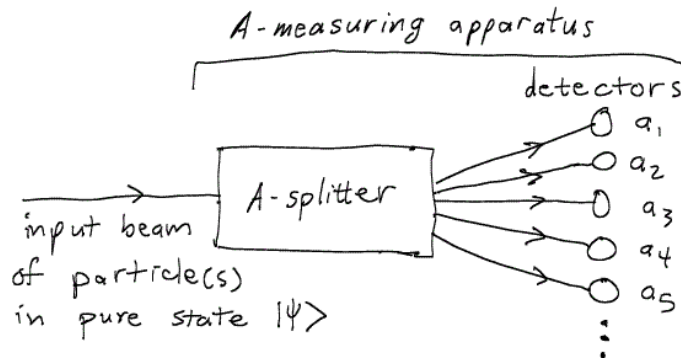 A-measuring apparatus
detectors
a₁
a₂
A-splitter
a₃
input beam
of particle(s)
in pure state |ψ>
a₄
a₅